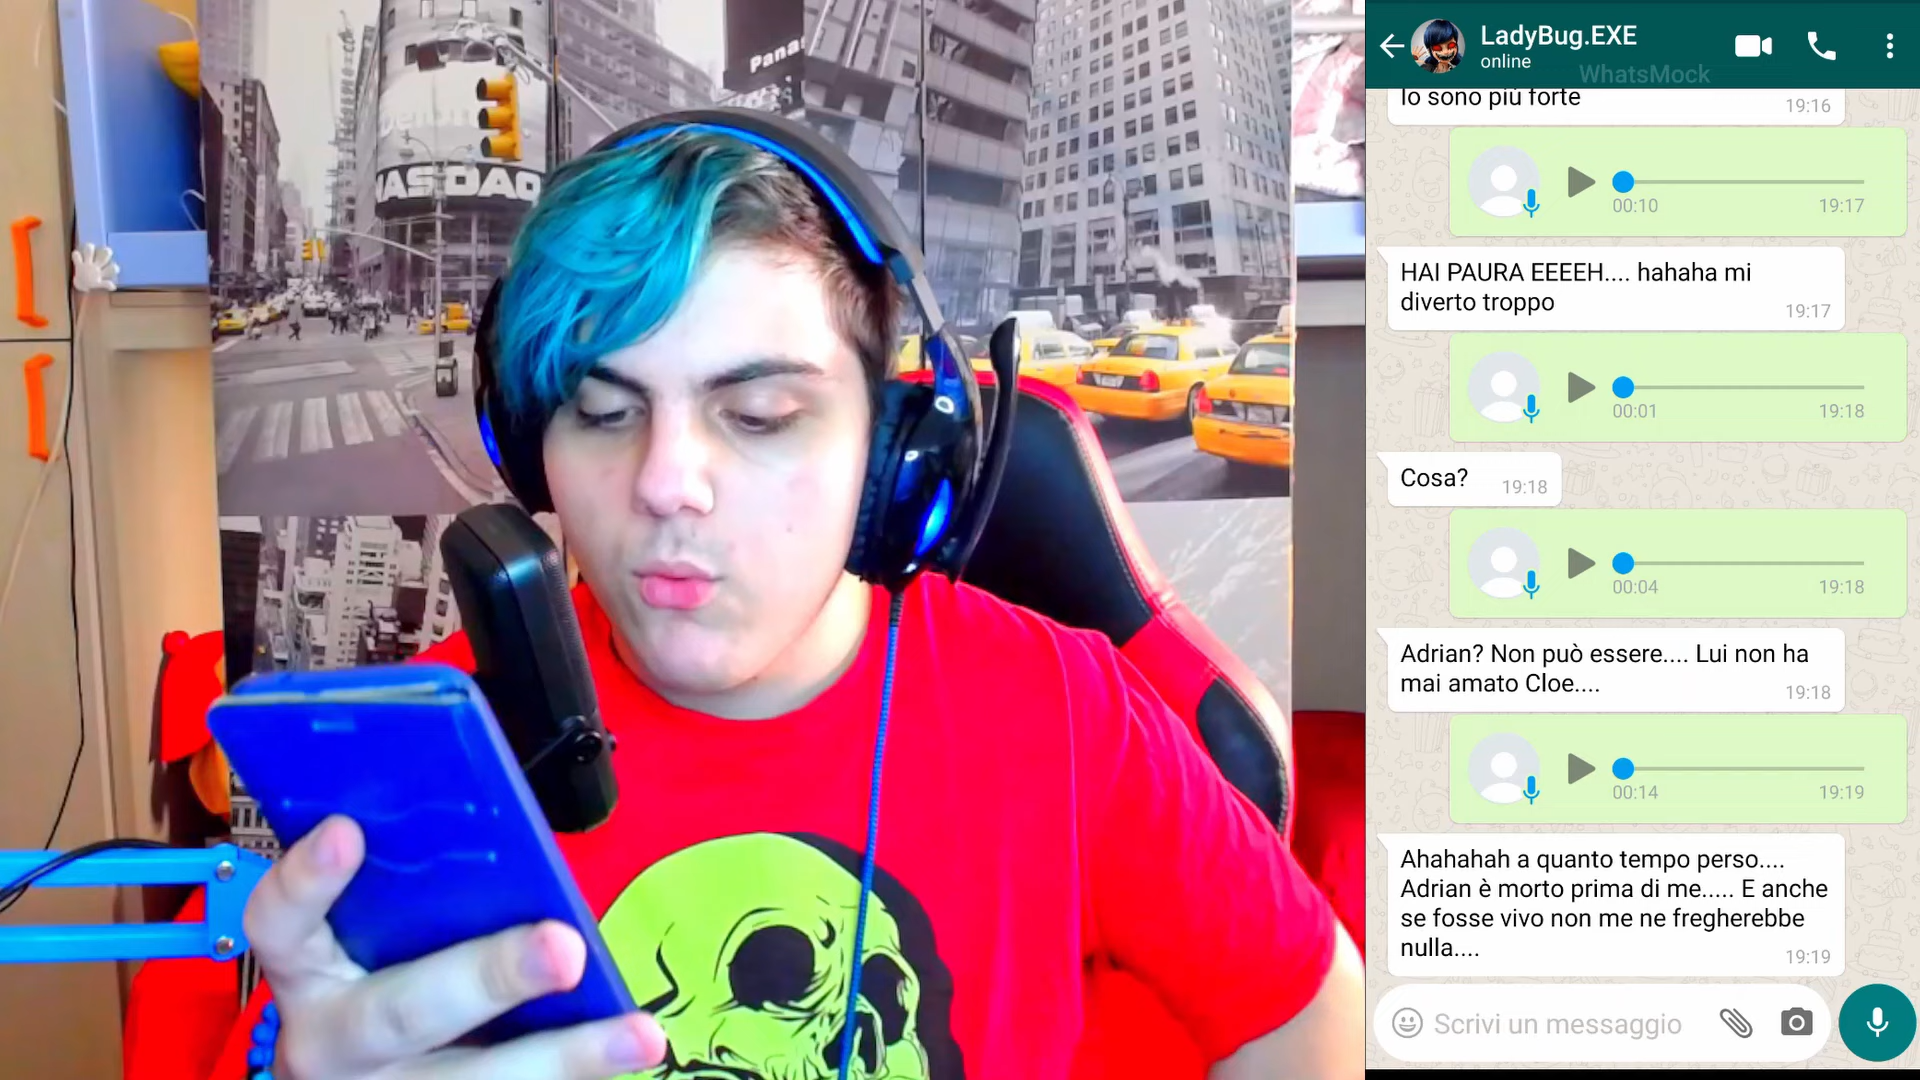 Pana
Deloitte
NASDAQ
LadyBug.EXE
online
WhatsMock
Io sono più forte
19:16
00:10 19:17
HAI PAURA EEEEH.... hahaha mi
diverto troppo
19:17
00:01 19:18
Cosa?
19:18
00:04 19:18
Adrian? Non può essere.... Lui non ha
mai amato Cloe....
19:18
00:14 19:19
Ahahahah a quanto tempo perso....
Adrian è morto prima di me..... E anche
se fosse vivo non me ne fregherebbe
nulla....
19:19
Scrivi un messaggio